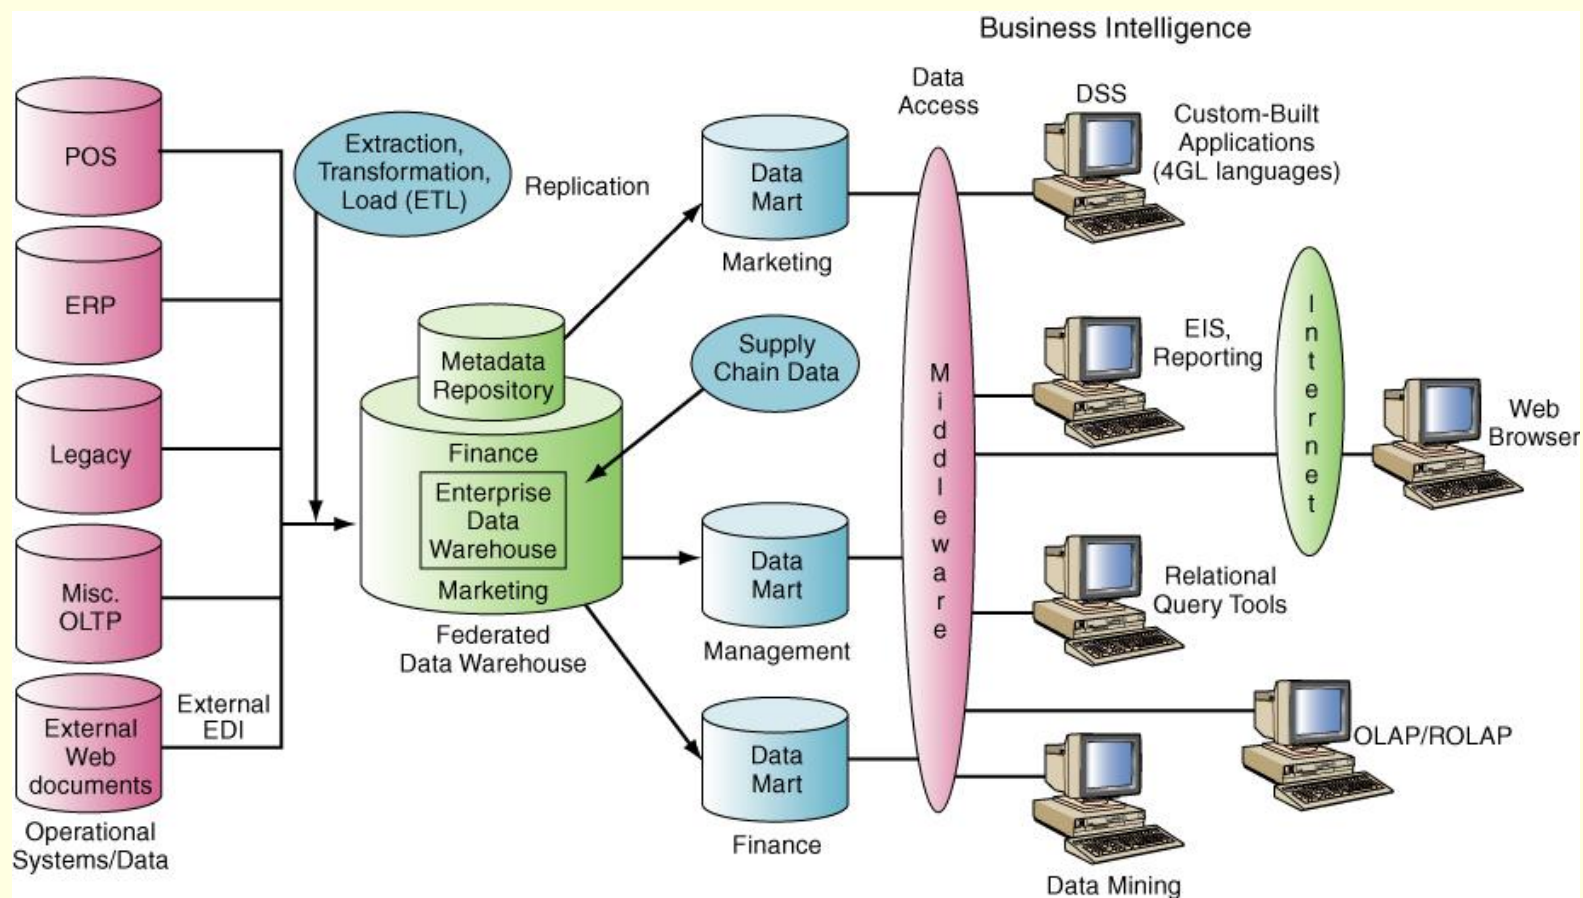 Business Intelligence
POS
ERP
Legacy
Misc.
OLTP
External
Web
documents
External
EDI
Operational
Systems/Data
Extraction,
Transformation,
Load (ETL)
Replication
Metadata
Repository
Finance
Enterprise
Data
Warehouse
Marketing
Federated
Data Warehouse
Supply
Chain Data
Data
Mart
Marketing
Data
Mart
Management
Data
Mart
Finance
Data
Access
Middleware
DSS
Custom-Built
Applications
(4GL languages)
EIS,
Reporting
Internet
Web
Browser
Relational
Query Tools
OLAP/ROLAP
Data Mining